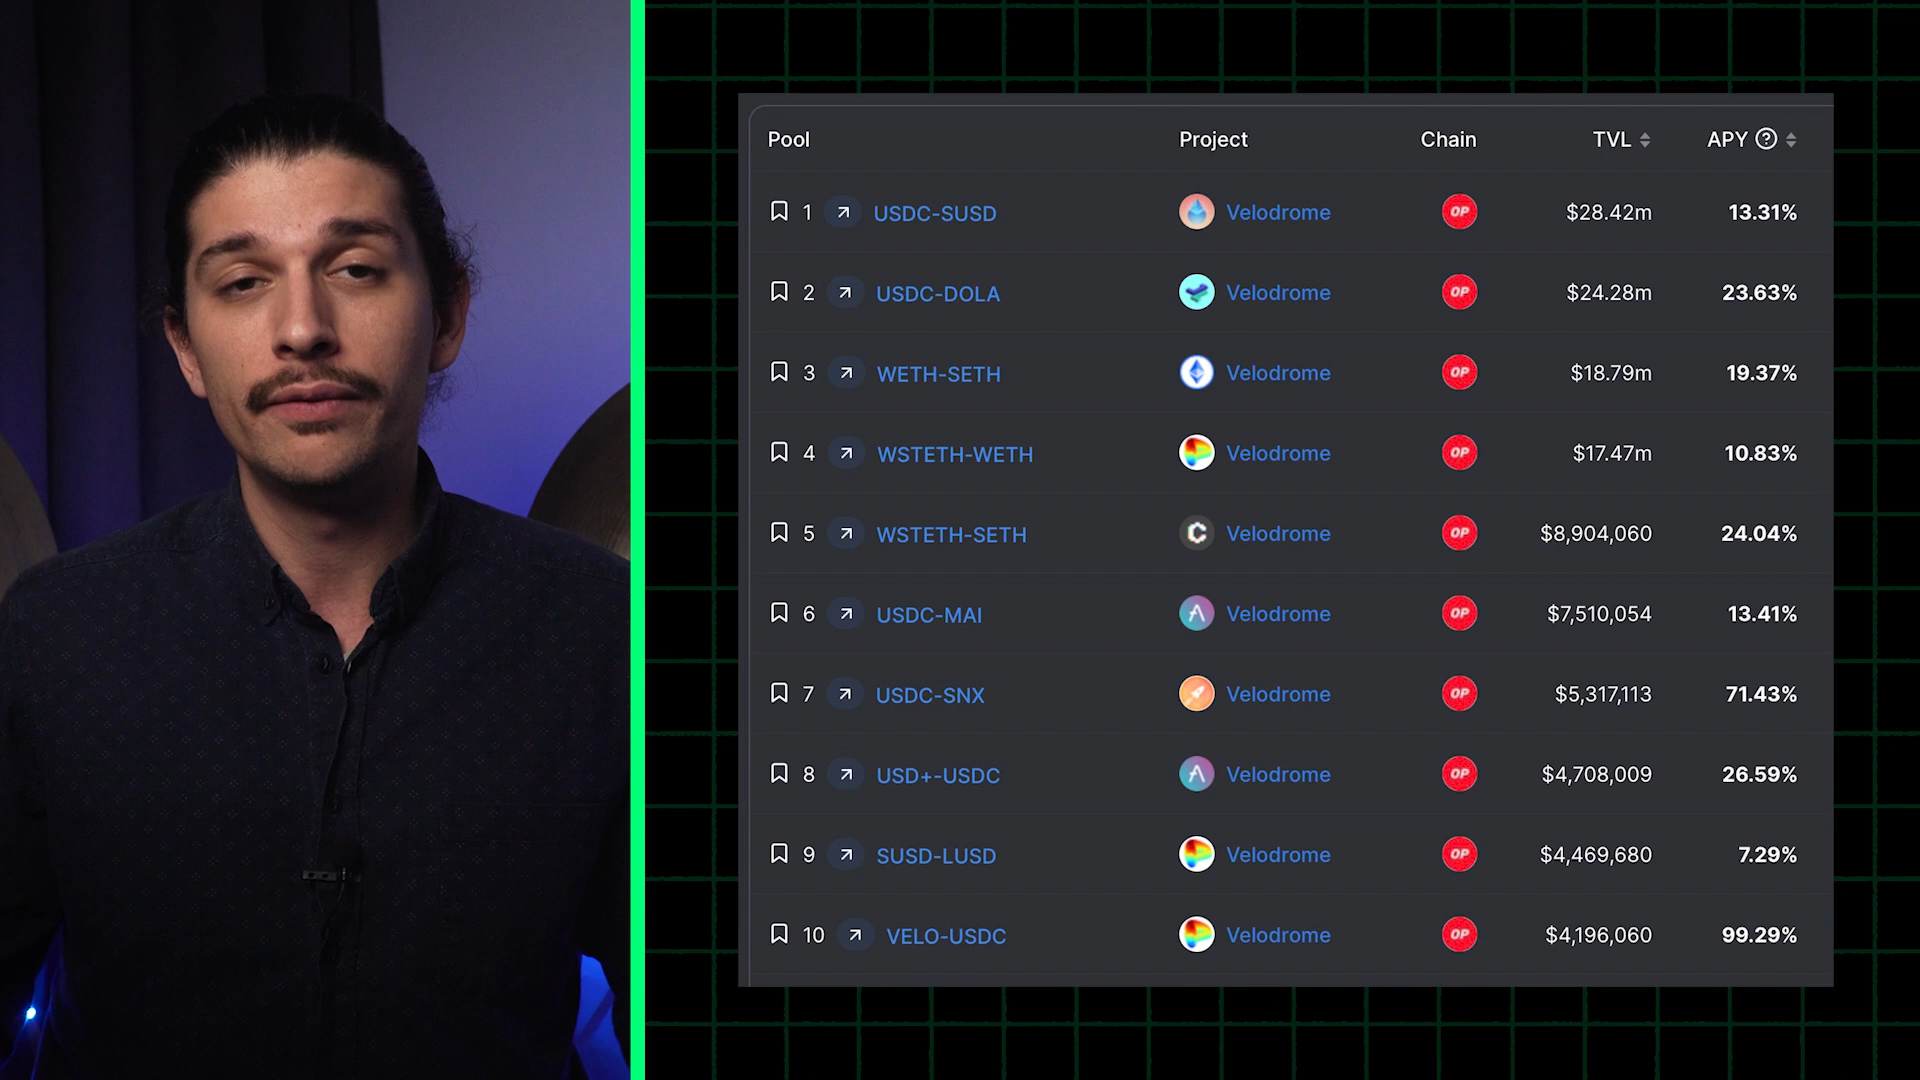 Pool Project Chain TVL APY ?
1 USDC-SUSD Velodrome OP $28.42m 13.31%
2 USDC-DOLA Velodrome OP $24.28m 23.63%
3 WETH-SETH Velodrome OP $18.79m 19.37%
4 WSTETH-WETH Velodrome OP $17.47m 10.83%
5 WSTETH-SETH Velodrome OP $8,904,060 24.04%
6 USDC-MAI Velodrome OP $7,510,054 13.41%
7 USDC-SNX Velodrome OP $5,317,113 71.43%
8 USD+-USDC Velodrome OP $4,708,009 26.59%
9 SUSD-LUSD Velodrome OP $4,469,680 7.29%
10 VELO-USDC Velodrome OP $4,196,060 99.29%